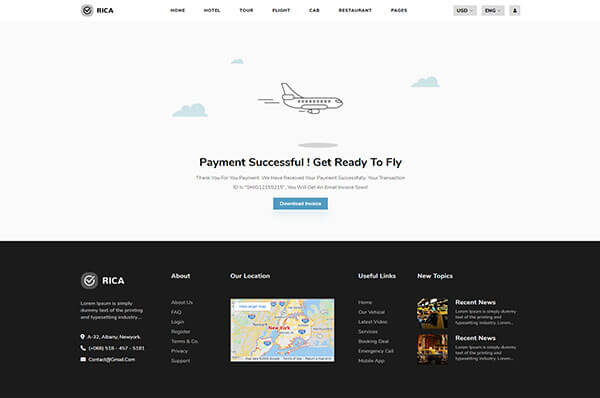 RICA
HOME
HOTEL
TOUR
FLIGHT
CAB
RESTAURANT
PAGES
USD
ENG
Payment Successful ! Get Ready To Fly
Thank You For You Payment. We Have Received Your Payment Successfully. Your Transaction
ID Is "SHIG12155215", You Will Get An Email Invoice Soon!
Download Invoice
RICA
Lorem Ipsum is simply
dummy text of the printing
and typesetting industry...
A-32, Albany, Newyork.
Contact@Gmail.Com
About
About Us
FAQ
Login
Register
Terms & Co.
Privacy
Support
Our Location
View larger map
New York
Useful Links
Home
Our Vehical
Latest Video
Services
Booking Deal
Emergency Call
Mobile App
New Topics
Recent News
Lorem Ipsum is simply dummy
text of the printing and
typesetting industry. Lorem...
Recent News
Lorem Ipsum is simply dummy
text of the printing and
typesetting industry. Lorem...